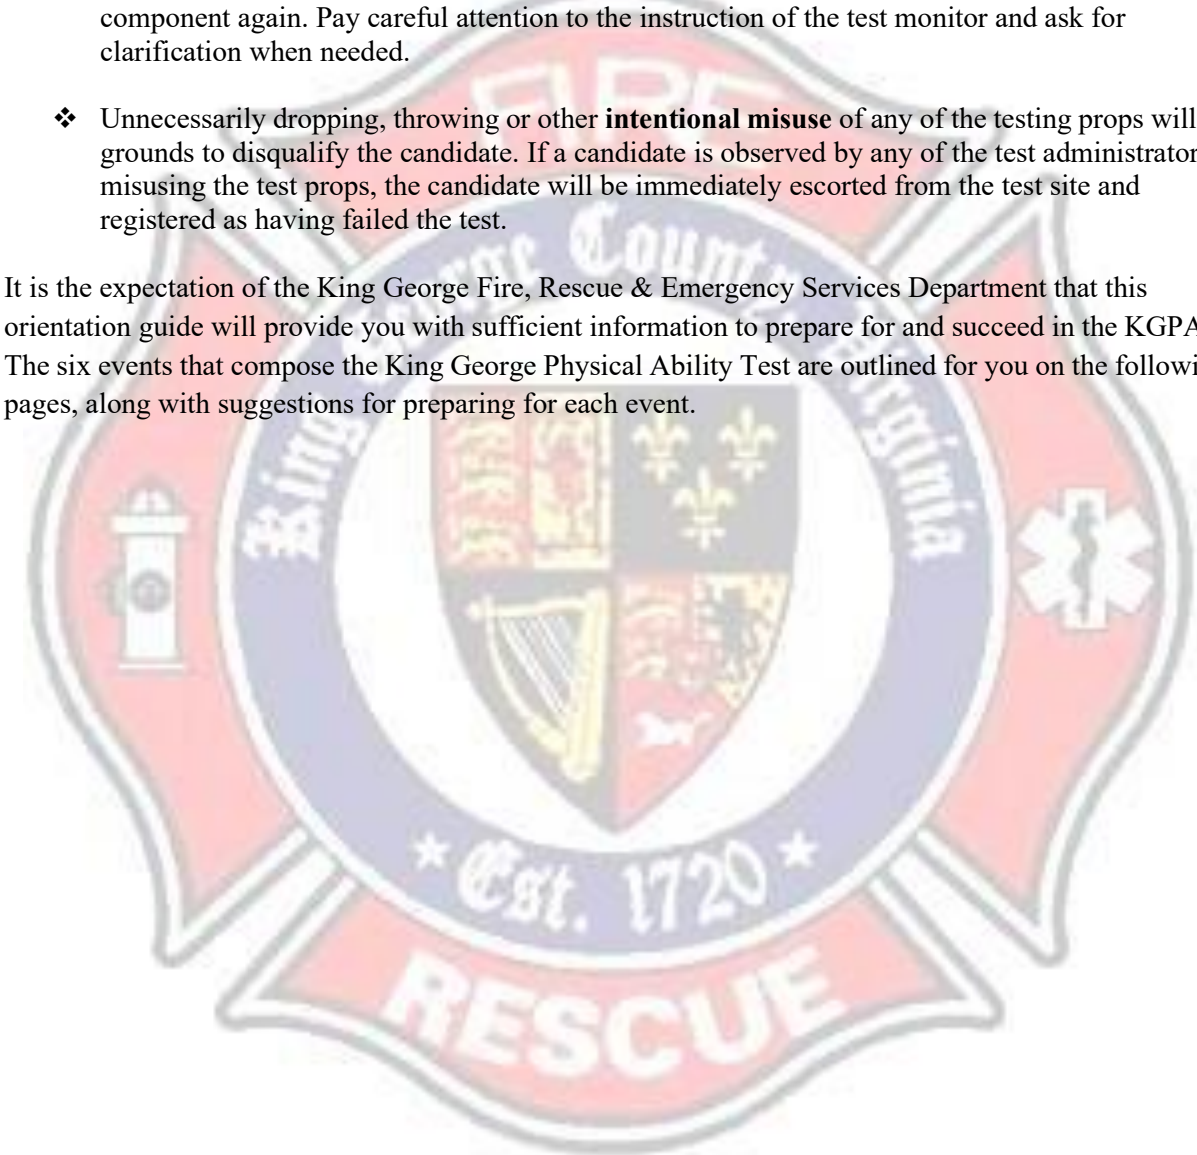 component again. Pay careful attention to the instruction of the test monitor and ask for
clarification when needed.
❖ Unnecessarily dropping, throwing or other intentional misuse of any of the testing props will
grounds to disqualify the candidate. If a candidate is observed by any of the test administrator
misusing the test props, the candidate will be immediately escorted from the test site and
registered as having failed the test.
It is the expectation of the King George Fire, Rescue & Emergency Services Department that this
orientation guide will provide you with sufficient information to prepare for and succeed in the KGPA
The six events that compose the King George Physical Ability Test are outlined for you on the followi
pages, along with suggestions for preparing for each event.
FIRE
King George County, Virginia
★ Est. 1720 ★
RESCUE